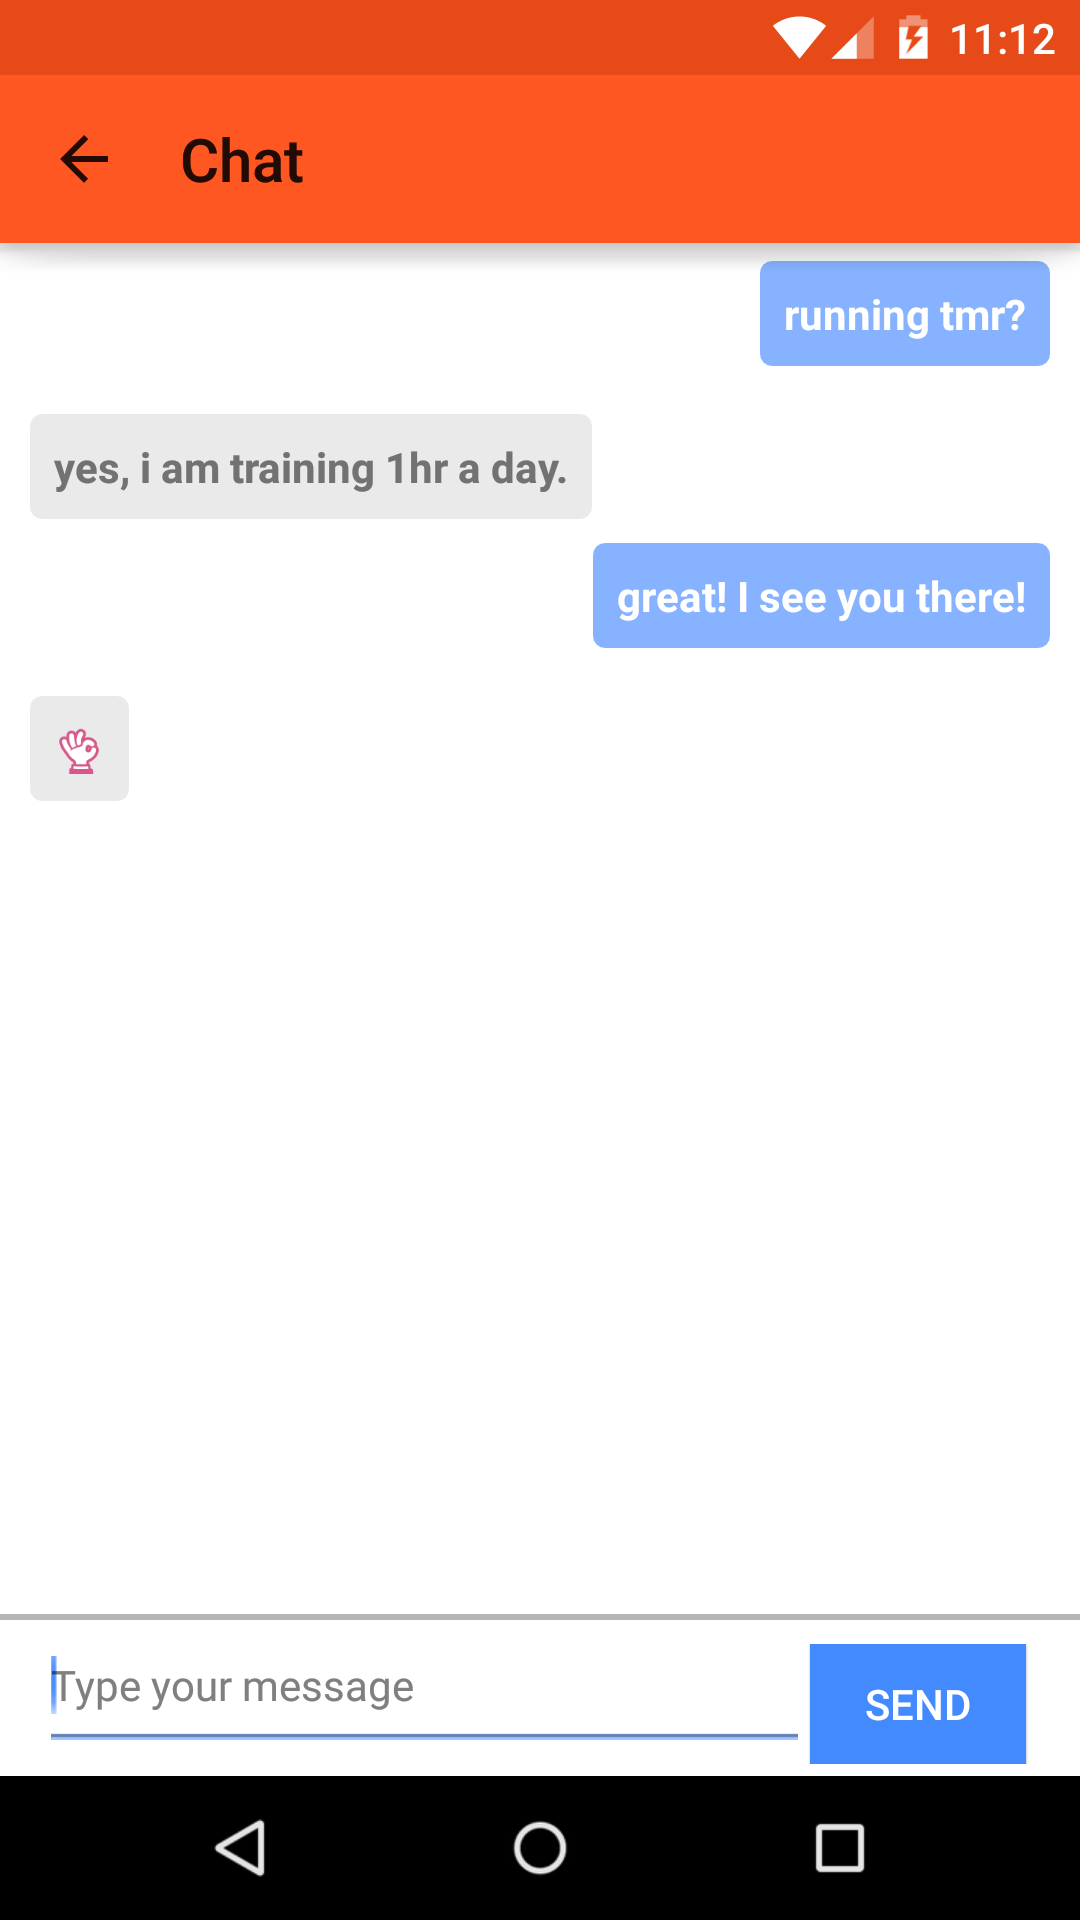 11:12
Chat
running tmr?
yes, i am training 1hr a day.
great! I see you there!
👌
Type your message
SEND